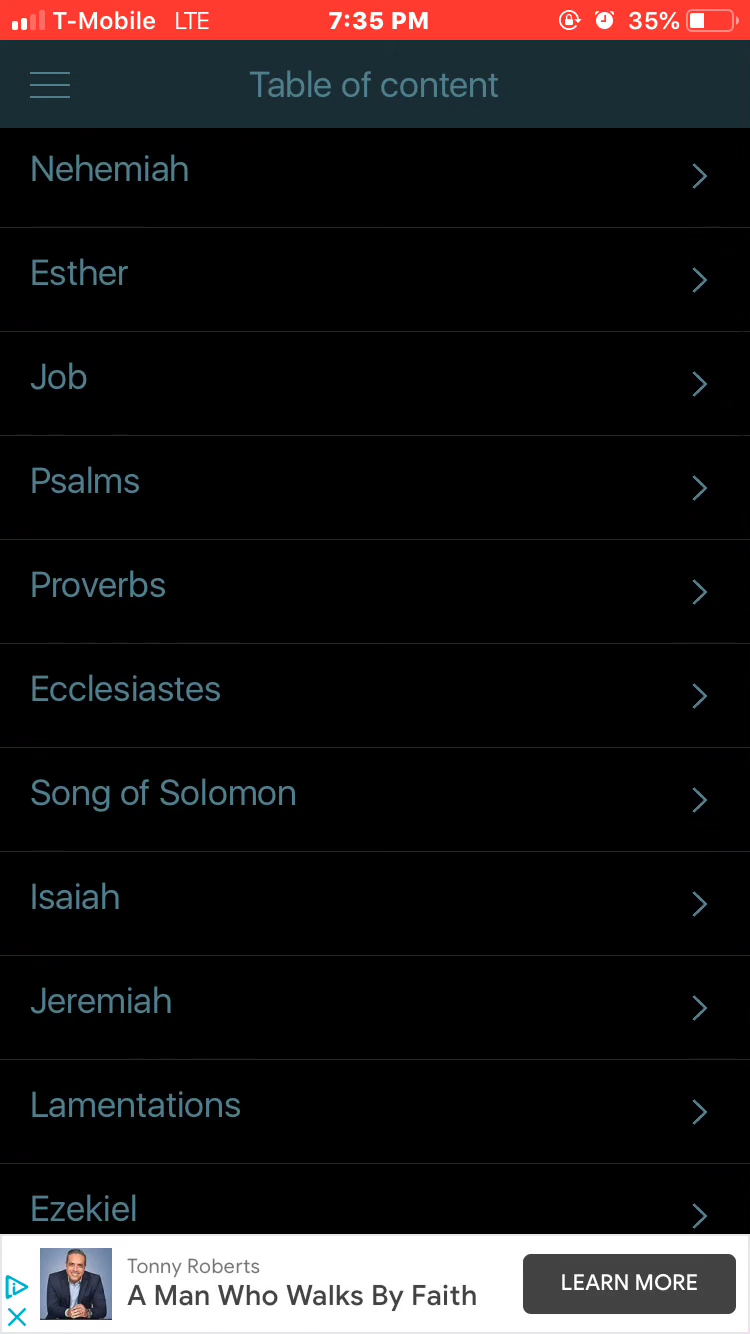 T-Mobile LTE 7:35 PM 35%
Table of content
Nehemiah
Esther
Job
Psalms
Proverbs
Ecclesiastes
Song of Solomon
Isaiah
Jeremiah
Lamentations
Ezekiel
Tonny Roberts
A Man Who Walks By Faith
LEARN MORE